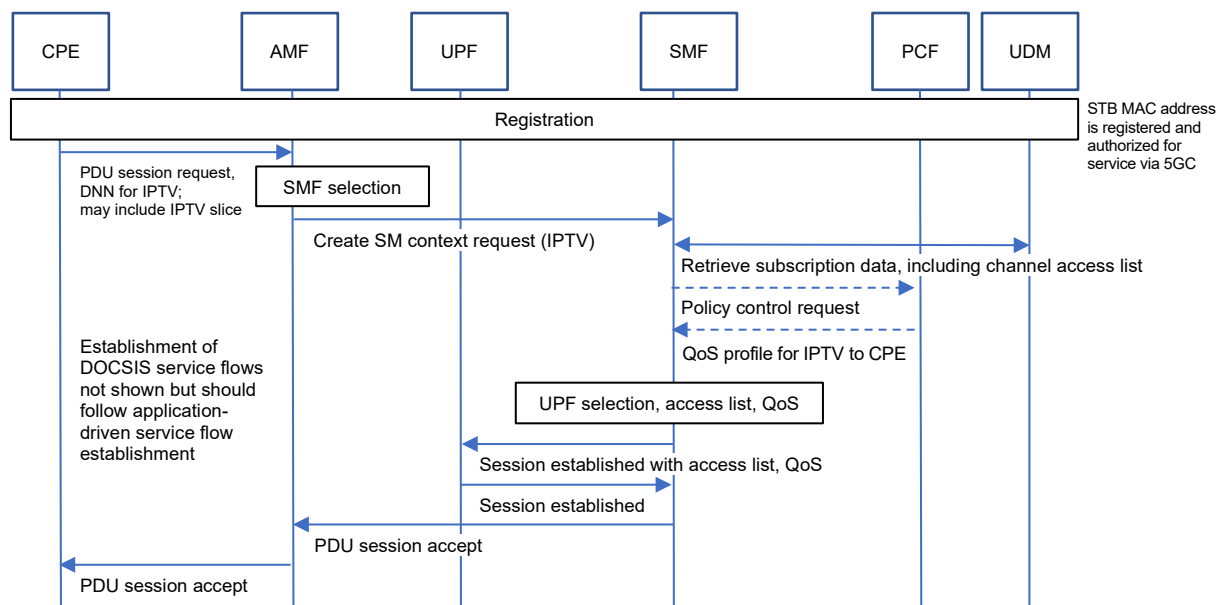 CPE
AMF
UPF
SMF
PCF
UDM
Registration
STB MAC address
is registered and
authorized for
service via 5GC
PDU session request,
DNN for IPTV;
may include IPTV slice
SMF selection
Create SM context request (IPTV)
Retrieve subscription data, including channel access list
Policy control request
QoS profile for IPTV to CPE
Establishment of
DOCSIS service flows
not shown but should
follow application-
driven service flow
establishment
UPF selection, access list, QoS
Session established with access list, QoS
Session established
PDU session accept
PDU session accept